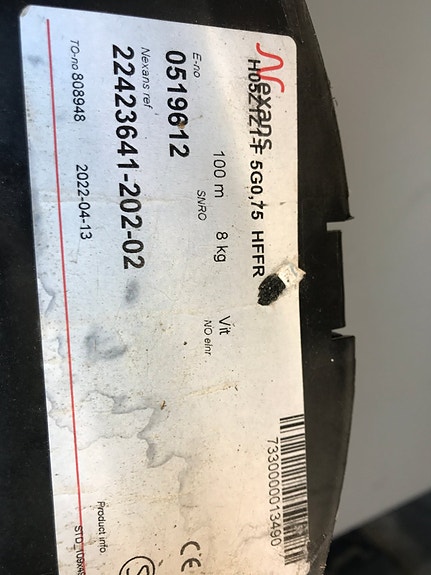 Nexans
H05Z1Z1-F 5G0,75 HFFR
100 m 8 kg Vit
E-no SNRO NO elnr
0519612
Nexans ref
22423641-202-02
TO-no 808948 2022-04-13
7330000013490
CE
S
Product info